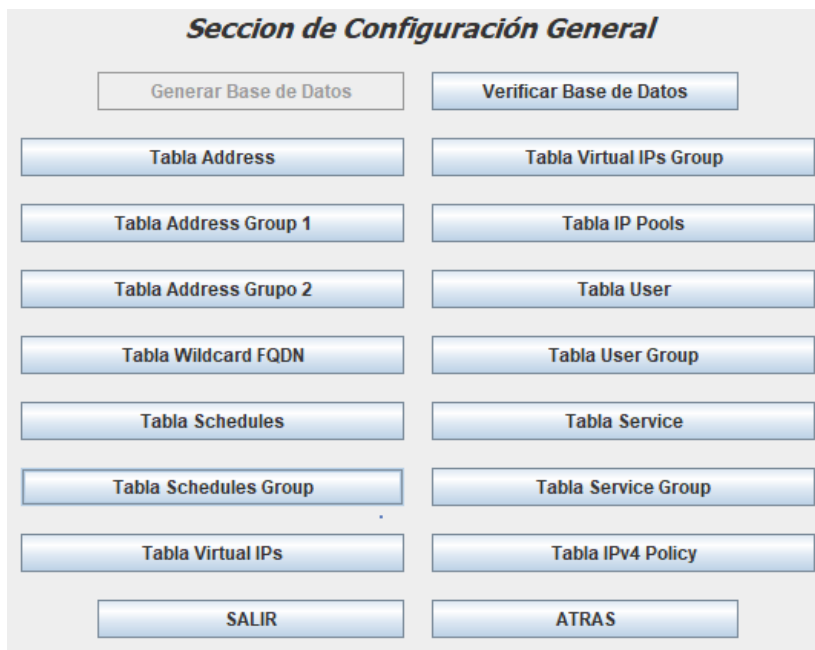 Seccion de Configuración General
Generar Base de Datos
Verificar Base de Datos
Tabla Address
Tabla Virtual IPs Group
Tabla Address Group 1
Tabla IP Pools
Tabla Address Grupo 2
Tabla User
Tabla Wildcard FQDN
Tabla User Group
Tabla Schedules
Tabla Service
Tabla Schedules Group
Tabla Service Group
Tabla Virtual IPs
Tabla IPv4 Policy
SALIR
ATRAS